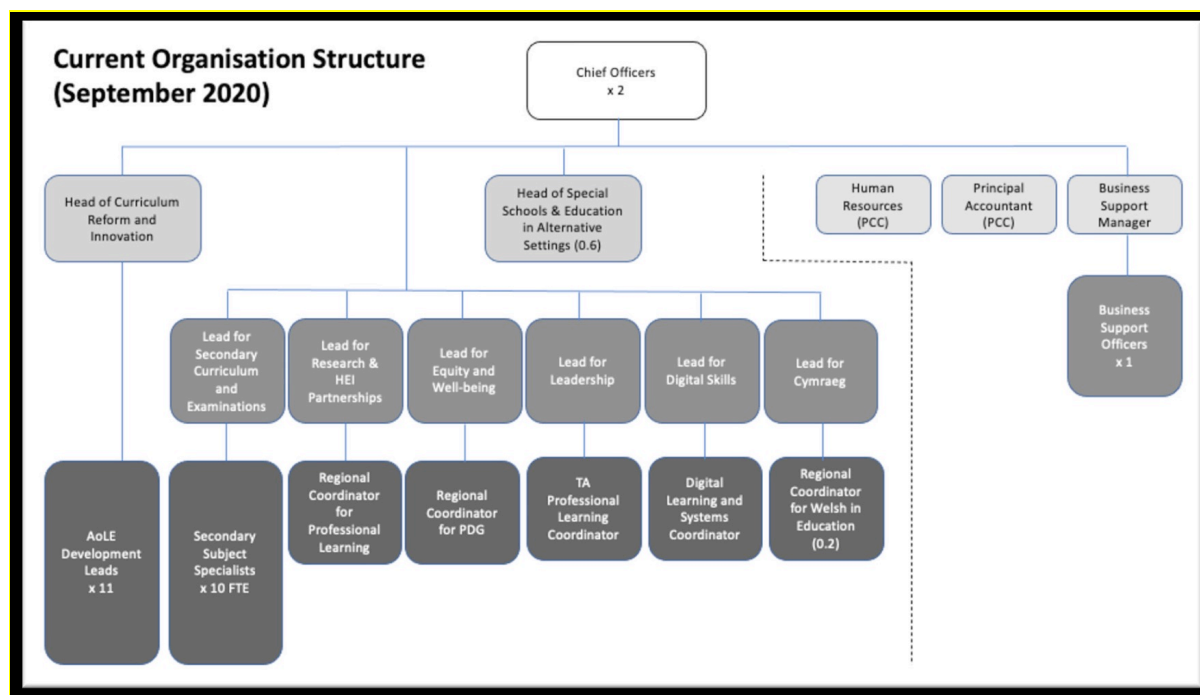 Current Organisation Structure
(September 2020)
Chief Officers
x 2
Head of Curriculum
Reform and
Innovation
Head of Special
Schools & Education
in Alternative
Settings (0.6)
Human
Resources
(PCC)
Principal
Accountant
(PCC)
Business
Support
Manager
Business
Support
Officers
x 1
Lead for
Secondary
Curriculum
and
Examinations
Lead for
Research &
HEI
Partnerships
Lead for
Equity and
Well-being
Lead for
Leadership
Lead for
Digital Skills
Lead for
Cymraeg
AoLE
Development
Leads
x 11
Secondary
Subject
Specialists
x 10 FTE
Regional
Coordinator
for
Professional
Learning
Regional
Coordinator
for PDG
TA
Professional
Learning
Coordinator
Digital
Learning and
Systems
Coordinator
Regional
Coordinator
for Welsh in
Education
(0.2)